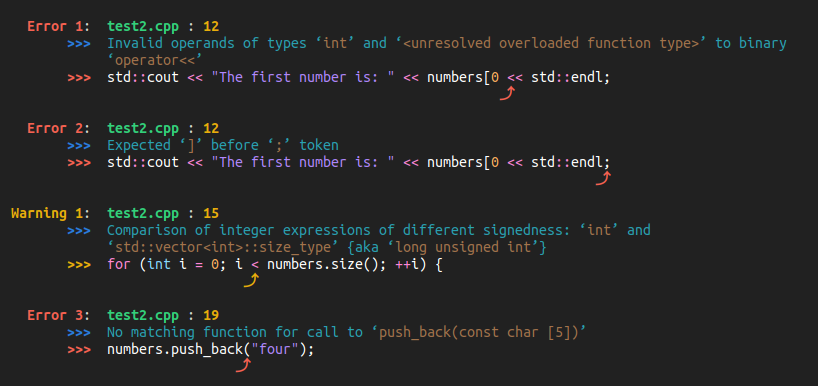 Error 1: test2.cpp : 12
>>> Invalid operands of types ‘int’ and ‘<unresolved overloaded function type>’ to binary
‘operator<<’
>>> std::cout << "The first number is: " << numbers[0 << std::endl;
Error 2: test2.cpp : 12
>>> Expected ‘]’ before ‘;’ token
>>> std::cout << "The first number is: " << numbers[0 << std::endl;
Warning 1: test2.cpp : 15
>>> Comparison of integer expressions of different signedness: ‘int’ and
‘std::vector<int>::size_type’ {aka ‘long unsigned int’}
>>> for (int i = 0; i < numbers.size(); ++i) {
Error 3: test2.cpp : 19
>>> No matching function for call to ‘push_back(const char [5])’
>>> numbers.push_back("four");